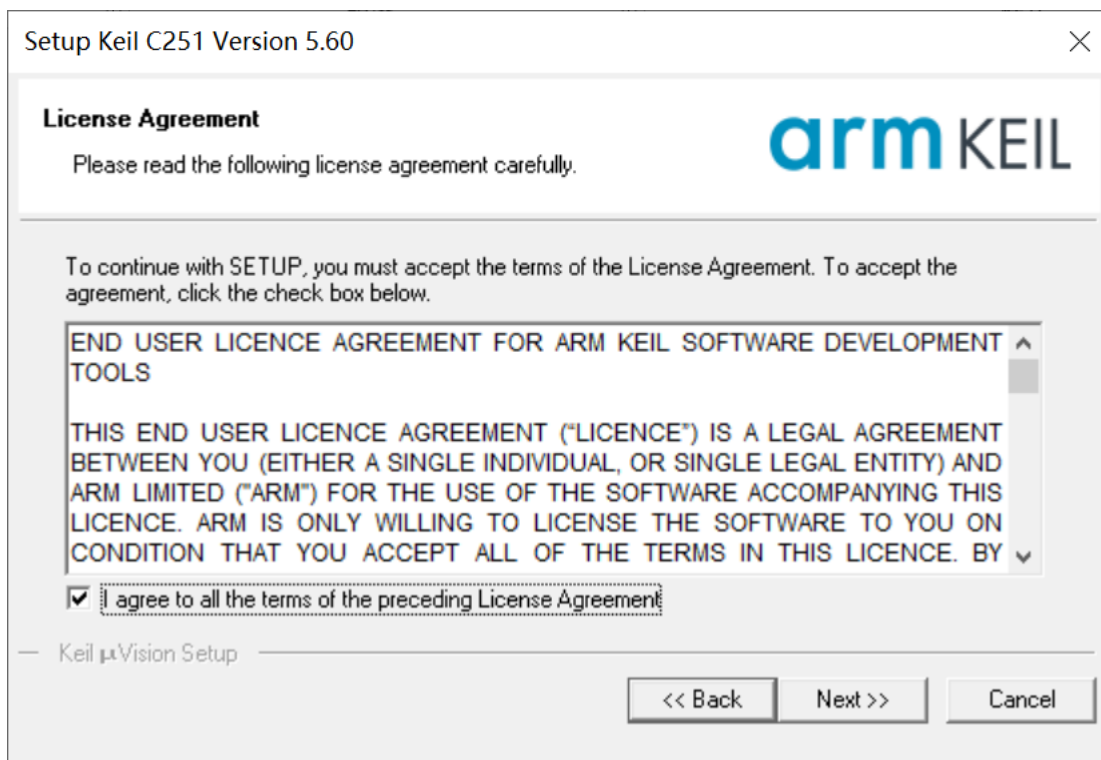 Setup Keil C251 Version 5.60
License Agreement
Please read the following license agreement carefully.
arm KEIL
To continue with SETUP, you must accept the terms of the License Agreement. To accept the
agreement, click the check box below.
END USER LICENCE AGREEMENT FOR ARM KEIL SOFTWARE DEVELOPMENT
TOOLS
THIS END USER LICENCE AGREEMENT (“LICENCE”) IS A LEGAL AGREEMENT
BETWEEN YOU (EITHER A SINGLE INDIVIDUAL, OR SINGLE LEGAL ENTITY) AND
ARM LIMITED ("ARM") FOR THE USE OF THE SOFTWARE ACCOMPANYING THIS
LICENCE. ARM IS ONLY WILLING TO LICENSE THE SOFTWARE TO YOU ON
CONDITION THAT YOU ACCEPT ALL OF THE TERMS IN THIS LICENCE. BY
I agree to all the terms of the preceding License Agreement
Keil µVision Setup
<< Back
Next >>
Cancel